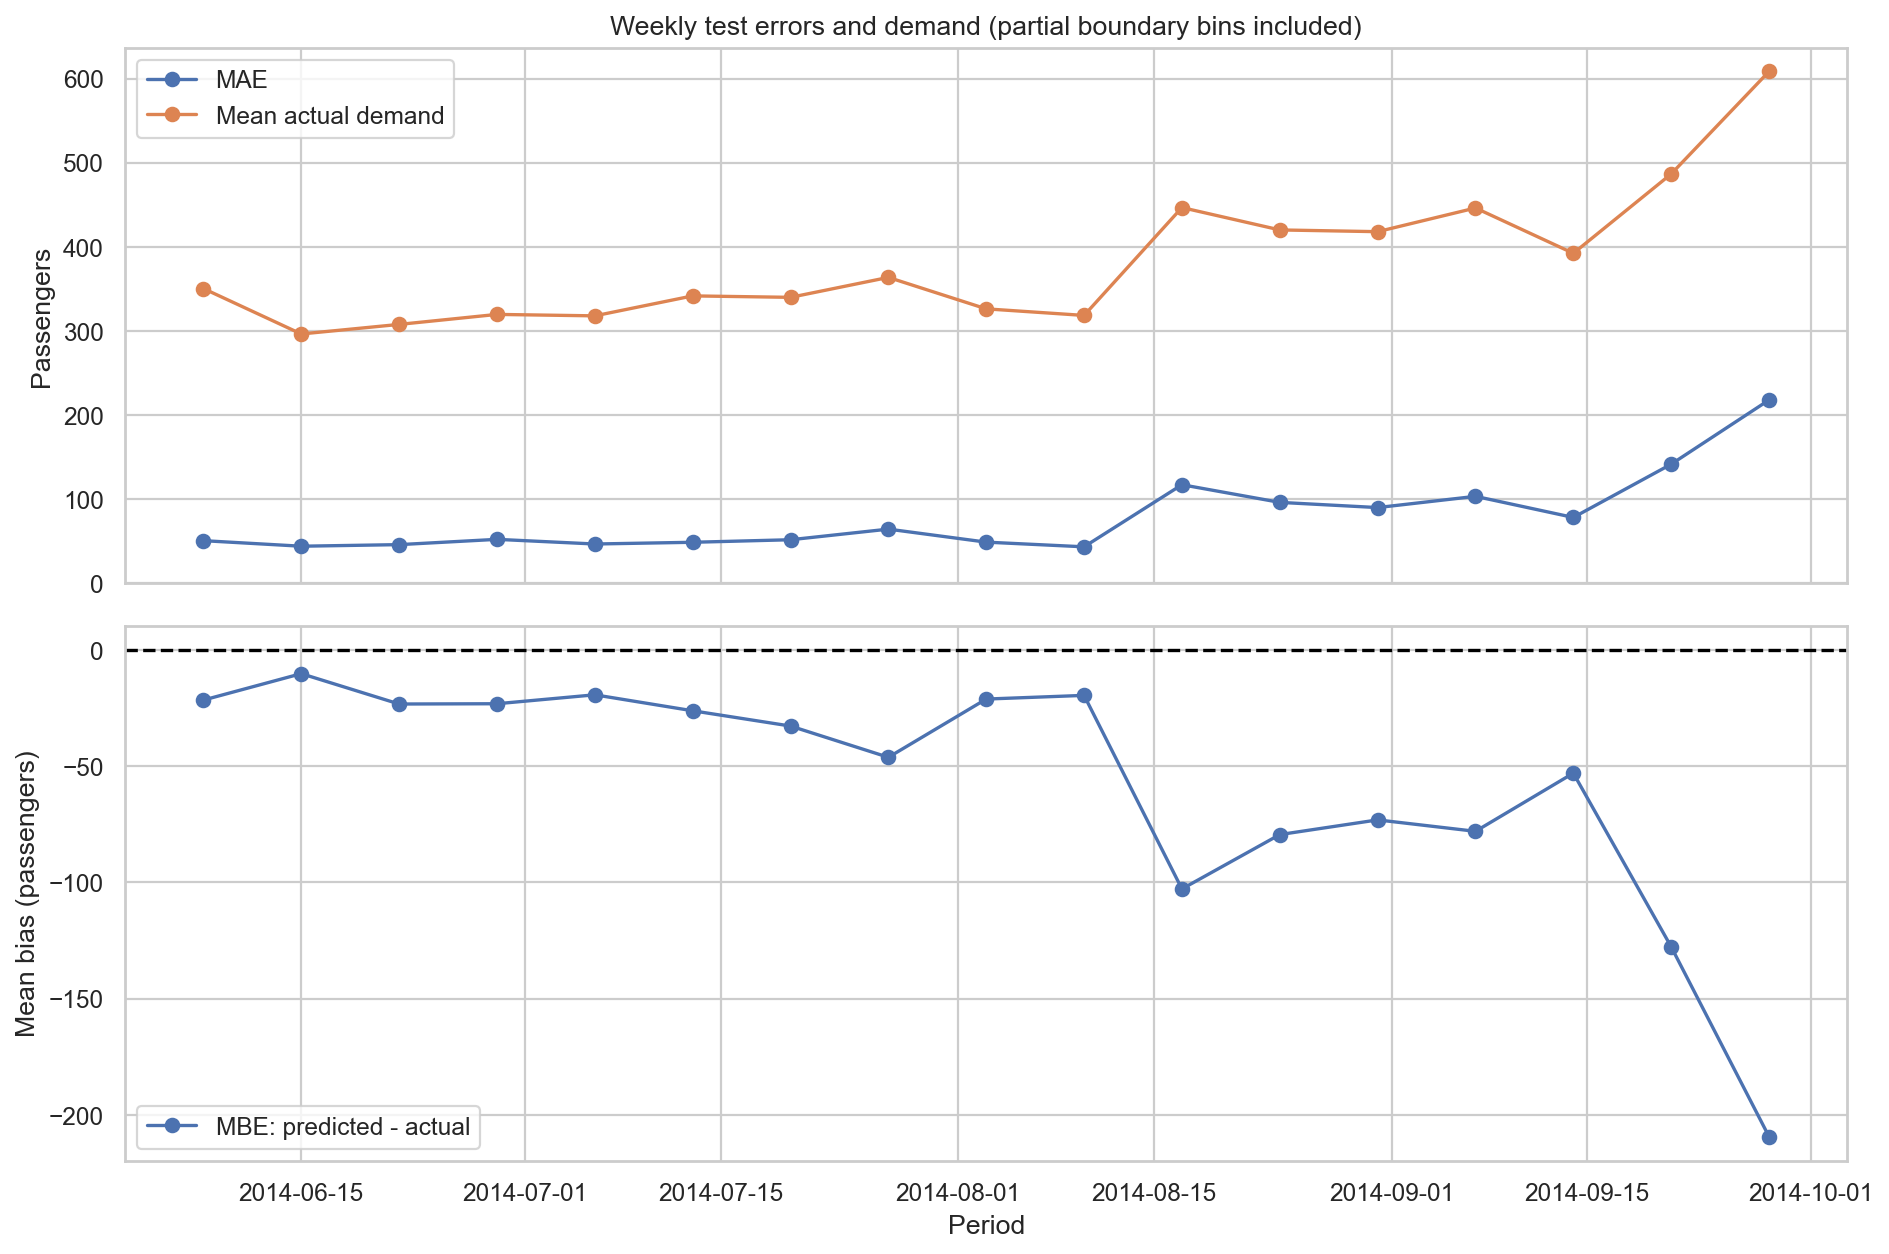 Weekly test errors and demand (partial boundary bins included)
MAE
Mean actual demand
Passengers
600
500
400
300
200
100
0
0
−50
−100
−150
−200
Mean bias (passengers)
MBE: predicted - actual
2014-06-15
2014-07-01
2014-07-15
2014-08-01
2014-08-15
2014-09-01
2014-09-15
2014-10-01
Period